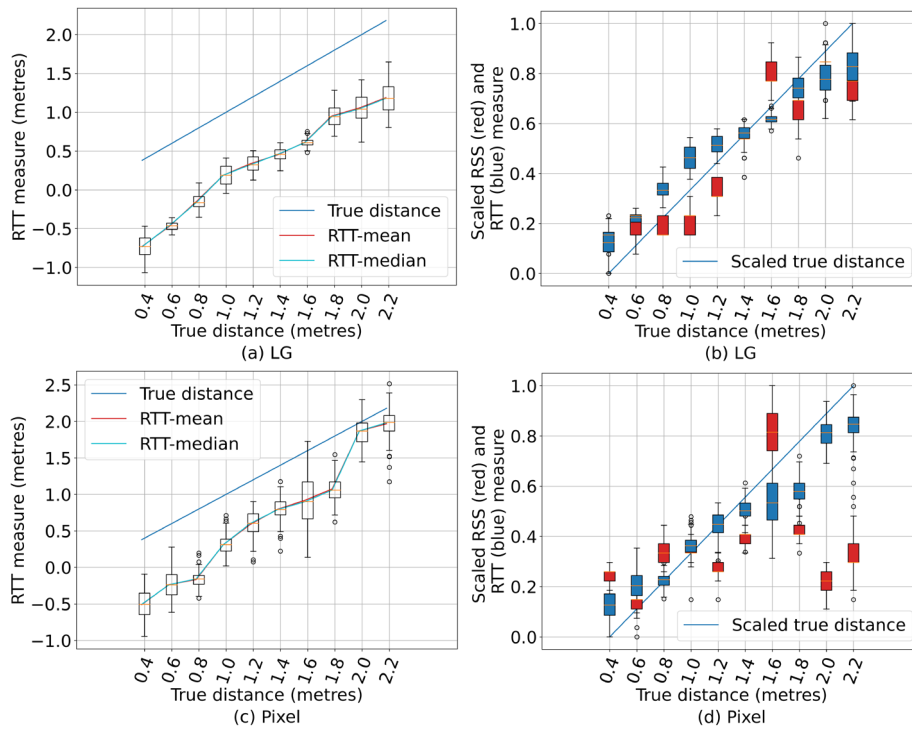 2.0
1.5
1.0
0.5
0.0
−0.5
−1.0
RTT measure (metres)
True distance
RTT-mean
RTT-median
0.4 0.6 0.8 1.0 1.2 1.4 1.6 1.8 2.0 2.2
True distance (metres)
(a) LG
1.0
0.8
0.6
0.4
0.2
0.0
Scaled RSS (red) and
RTT (blue) measure
Scaled true distance
0.4 0.6 0.8 1.0 1.2 1.4 1.6 1.8 2.0 2.2
True distance (metres)
(b) LG
2.5
2.0
1.5
1.0
0.5
0.0
−0.5
−1.0
RTT measure (metres)
True distance
RTT-mean
RTT-median
0.4 0.6 0.8 1.0 1.2 1.4 1.6 1.8 2.0 2.2
True distance (metres)
(c) Pixel
1.0
0.8
0.6
0.4
0.2
0.0
Scaled RSS (red) and
RTT (blue) measure
Scaled true distance
0.4 0.6 0.8 1.0 1.2 1.4 1.6 1.8 2.0 2.2
True distance (metres)
(d) Pixel